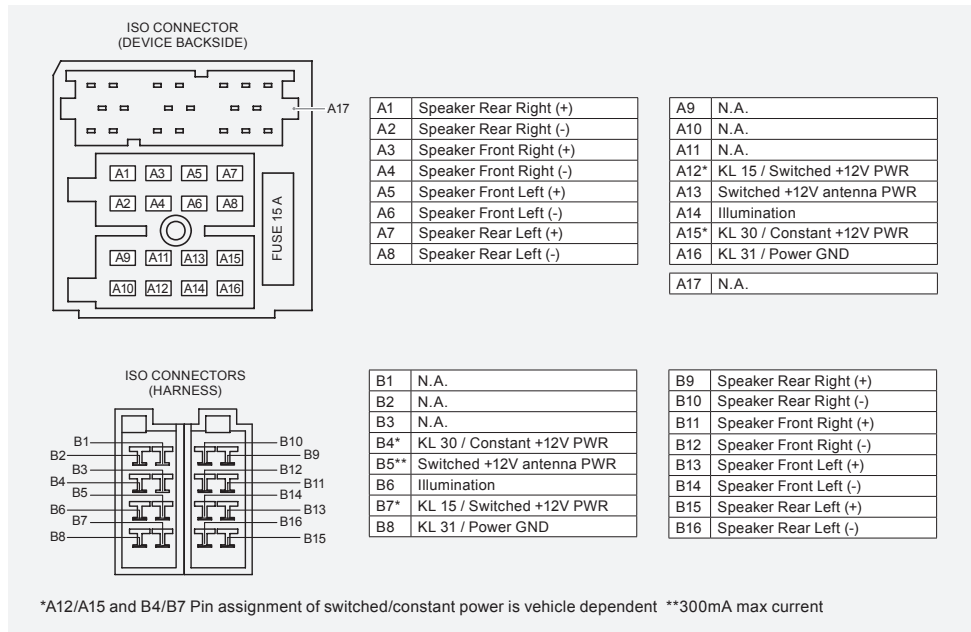 ISO CONNECTOR
(DEVICE BACKSIDE)
A17
A1 A3 A5 A7
A2 A4 A6 A8
A9 A11 A13 A15
A10 A12 A14 A16
FUSE 15 A
A1 Speaker Rear Right (+)
A2 Speaker Rear Right (-)
A3 Speaker Front Right (+)
A4 Speaker Front Right (-)
A5 Speaker Front Left (+)
A6 Speaker Front Left (-)
A7 Speaker Rear Left (+)
A8 Speaker Rear Left (-)
A9 N.A.
A10 N.A.
A11 N.A.
A12* KL 15 / Switched +12V PWR
A13 Switched +12V antenna PWR
A14 Illumination
A15* KL 30 / Constant +12V PWR
A16 KL 31 / Power GND
A17 N.A.
ISO CONNECTORS
(HARNESS)
B1
B2
B3
B4
B5
B6
B7
B8
B10
B9
B12
B11
B14
B13
B16
B15
B1 N.A.
B2 N.A.
B3 N.A.
B4* KL 30 / Constant +12V PWR
B5** Switched +12V antenna PWR
B6 Illumination
B7* KL 15 / Switched +12V PWR
B8 KL 31 / Power GND
B9 Speaker Rear Right (+)
B10 Speaker Rear Right (-)
B11 Speaker Front Right (+)
B12 Speaker Front Right (-)
B13 Speaker Front Left (+)
B14 Speaker Front Left (-)
B15 Speaker Rear Left (+)
B16 Speaker Rear Left (-)
*A12/A15 and B4/B7 Pin assignment of switched/constant power is vehicle dependent **300mA max current